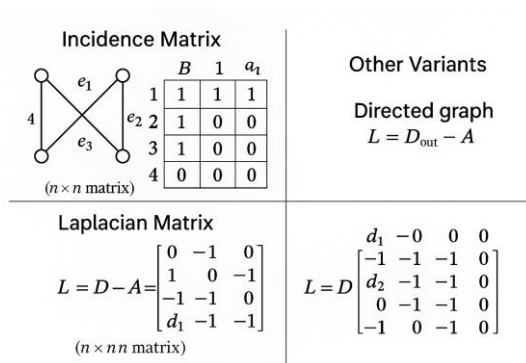 Incidence Matrix
B 1 a₁
e₁
1 1 1 1
4 e₂ 2 1 0 0
e₃ 3 1 0 0
4 0 0 0
(n × n matrix)
Other Variants
Directed graph
L = D_out − A
Laplacian Matrix
0 −1 0
1 0 −1
L = D − A =
−1 −1 0
d₁ −1 −1
(n × nn matrix)
d₁ −0 0 0
−1 −1 −1 0
L = D d₂ −1 −1 0
0 −1 −1 0
−1 0 −1 0